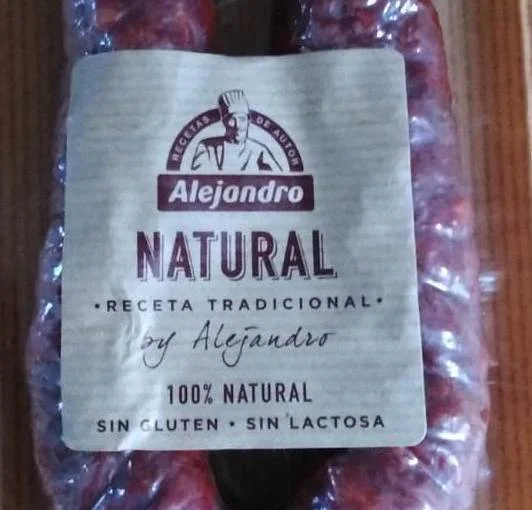 RECETAS DE AUTOR
Alejandro
NATURAL
•RECETA TRADICIONAL•
by Alejandro
100% NATURAL
SIN GLUTEN • SIN LACTOSA